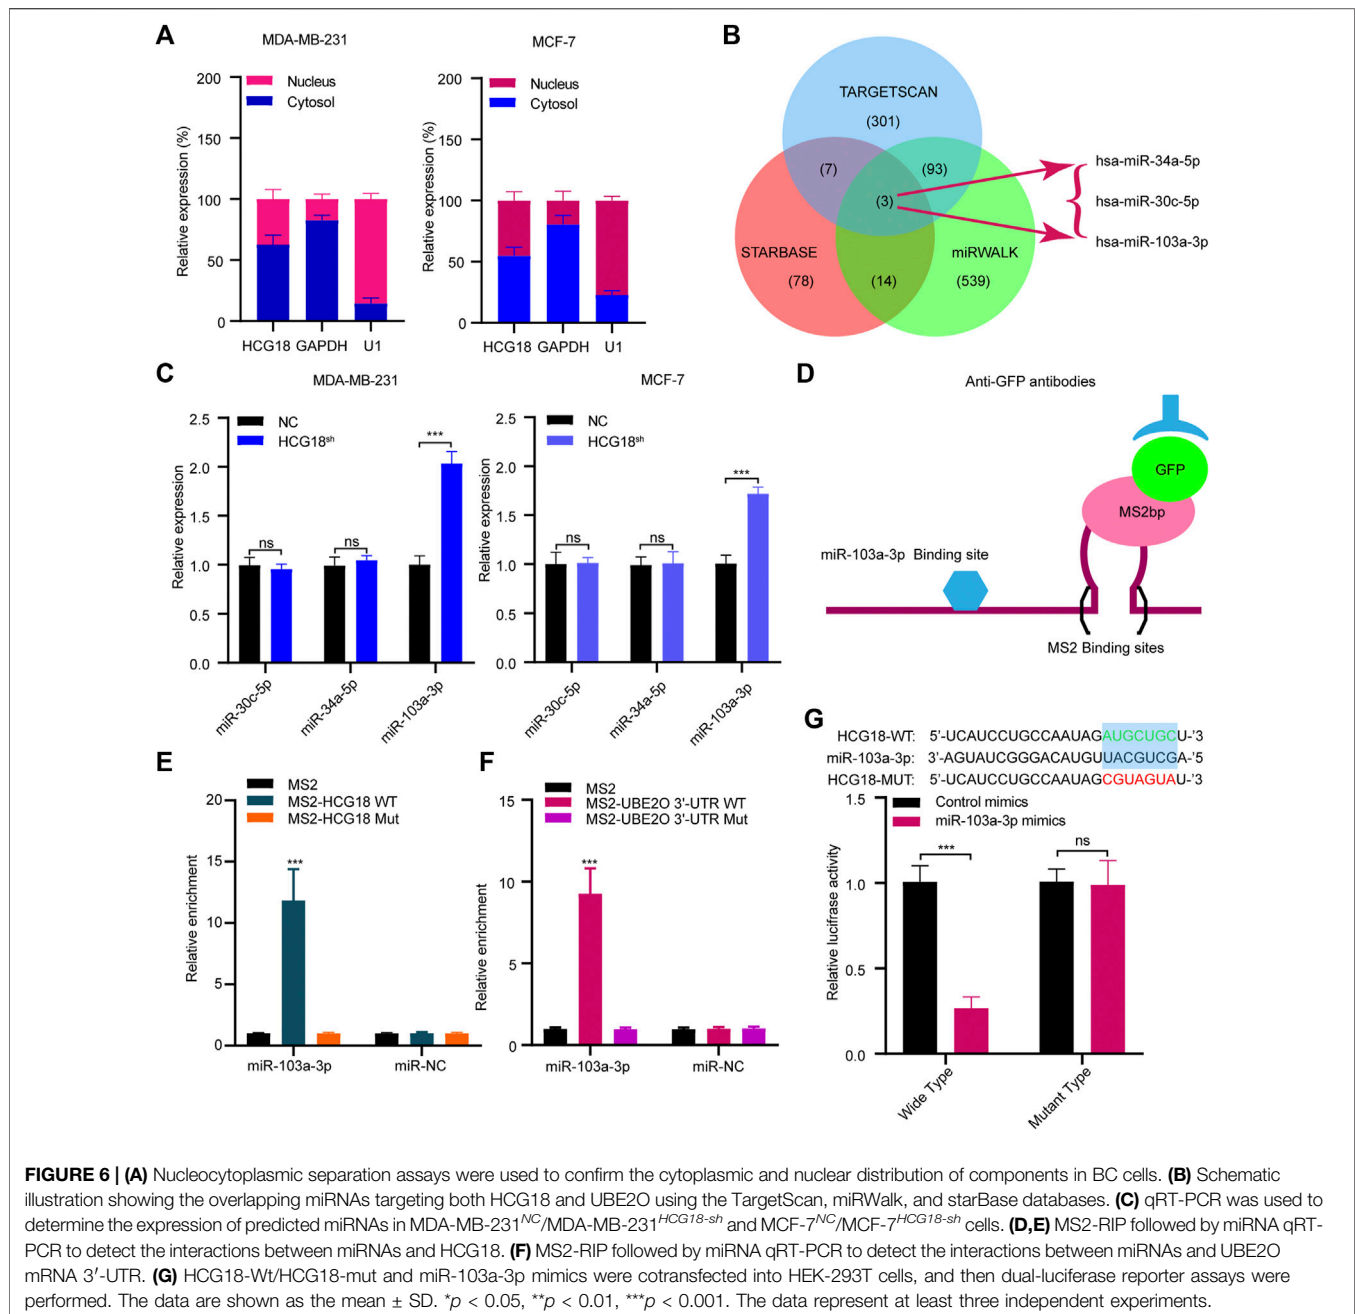 A
MDA-MB-231
MCF-7
200
150
100
50
0
Relative expression (%)
Nucleus
Cytosol
HCG18 GAPDH U1
200
150
100
50
0
Relative expression (%)
Nucleus
Cytosol
HCG18 GAPDH U1
B
TARGETSCAN
(301)
(7)
(93)
(3)
STARBASE
(78)
(14)
miRWALK
(539)
hsa-miR-34a-5p
hsa-miR-30c-5p
hsa-miR-103a-3p
C
MDA-MB-231
MCF-7
2.5
2.0
1.5
1.0
0.5
0.0
Relative expression
NC
HCG18sh
ns
ns
***
miR-30c-5p
miR-34a-5p
miR-103a-3p
2.5
2.0
1.5
1.0
0.5
0.0
Relative expression
NC
HCG18sh
ns
ns
***
miR-30c-5p
miR-34a-5p
miR-103a-3p
D
Anti-GFP antibodies
GFP
MS2bp
miR-103a-3p Binding site
MS2 Binding sites
E
MS2
MS2-HCG18 WT
MS2-HCG18 Mut
20
15
10
5
0
Relative enrichment
***
miR-103a-3p
miR-NC
F
MS2
MS2-UBE2O 3'-UTR WT
MS2-UBE2O 3'-UTR Mut
15
10
5
0
Relative enrichment
***
miR-103a-3p
miR-NC
G
HCG18-WT: 5'-UCAUCCUGCCAAUAGAUGCUGCU-'3
miR-103a-3p: 3'-AGUAUCGGGACAUGUUACGUCGA-'5
HCG18-MUT: 5'-UCAUCCUGCCAAUAGCGUAGUAU-'3
1.5
1.0
0.5
0.0
Relative lucifrase activity
Control mimics
miR-103a-3p mimics
***
ns
Wide Type
Mutant Type
FIGURE 6 | (A) Nucleocytoplasmic separation assays were used to confirm the cytoplasmic and nuclear distribution of components in BC cells. (B) Schematic
illustration showing the overlapping miRNAs targeting both HCG18 and UBE2O using the TargetScan, miRWalk, and starBase databases. (C) qRT-PCR was used to
determine the expression of predicted miRNAs in MDA-MB-231NC/MDA-MB-231HCG18-sh and MCF-7NC/MCF-7HCG18-sh cells. (D,E) MS2-RIP followed by miRNA qRT-
PCR to detect the interactions between miRNAs and HCG18. (F) MS2-RIP followed by miRNA qRT-PCR to detect the interactions between miRNAs and UBE2O
mRNA 3′-UTR. (G) HCG18-Wt/HCG18-mut and miR-103a-3p mimics were cotransfected into HEK-293T cells, and then dual-luciferase reporter assays were
performed. The data are shown as the mean ± SD. *p < 0.05, **p < 0.01, ***p < 0.001. The data represent at least three independent experiments.